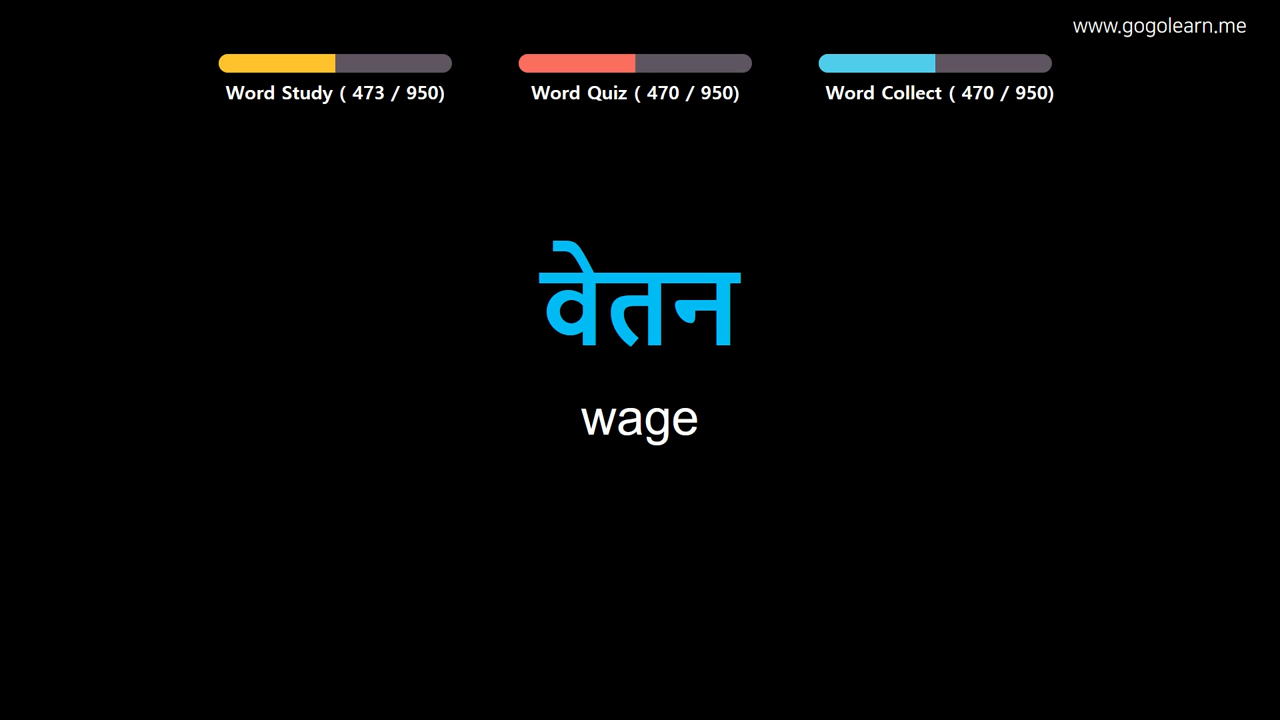 www.gogolearn.me
Word Study ( 473 / 950)
Word Quiz ( 470 / 950)
Word Collect ( 470 / 950)
वेतन
wage